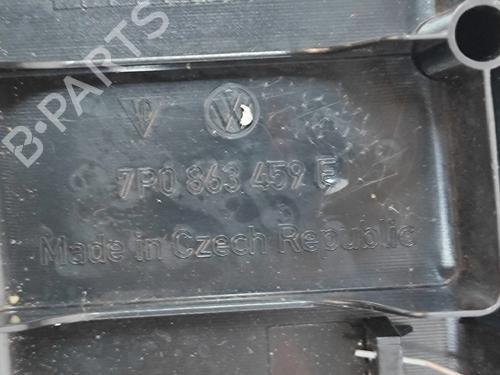 B-PARTS
7P0 863 459 E
Made in Czech Republic